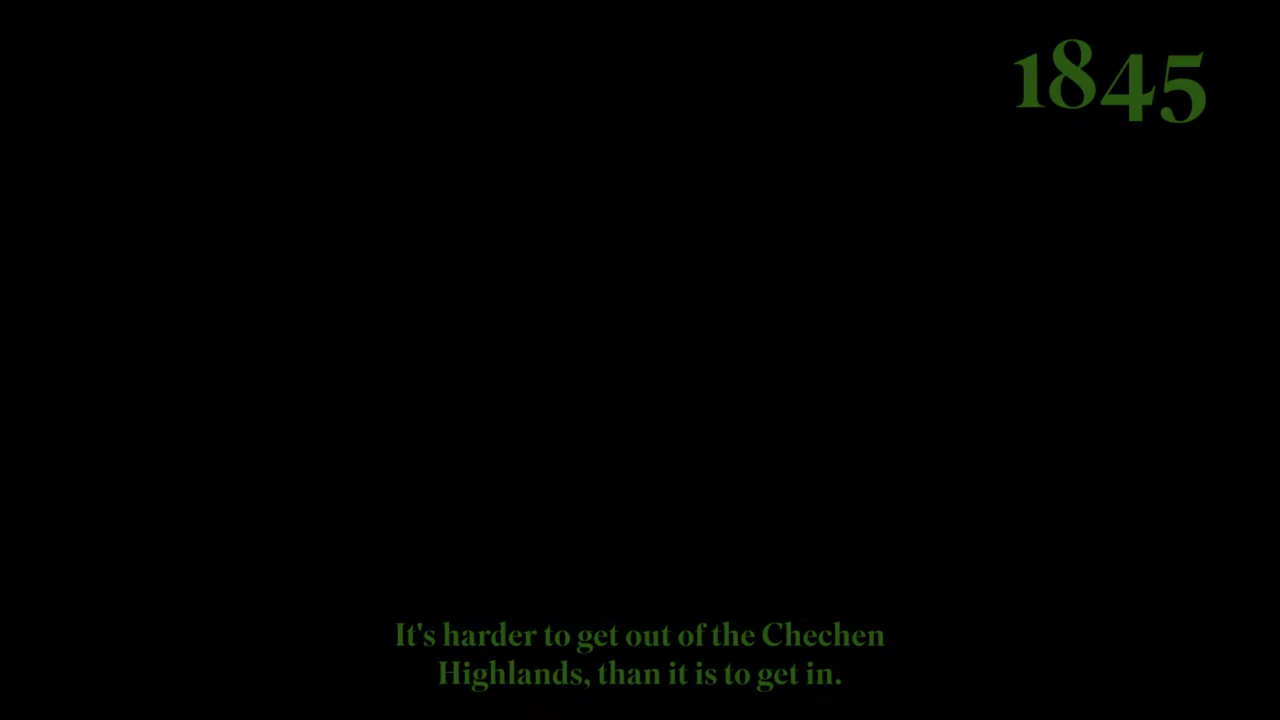 1845
It's harder to get out of the Chechen
Highlands, than it is to get in.